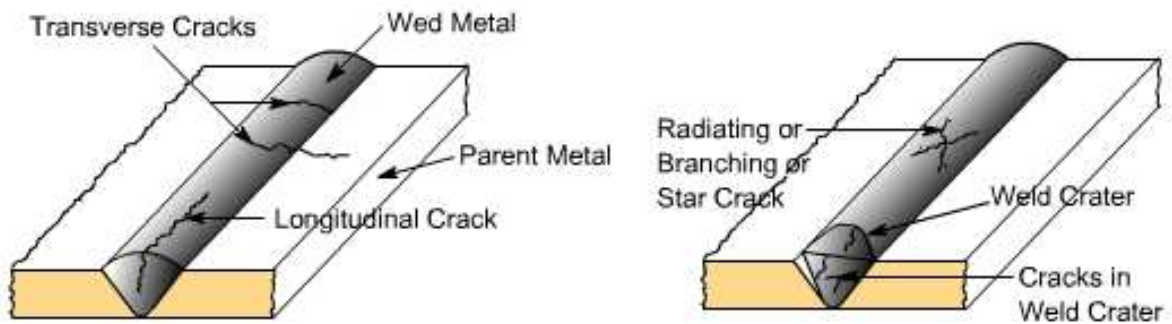 Transverse Cracks
Wed Metal
Parent Metal
Longitudinal Crack
Radiating or
Branching or
Star Crack
Weld Crater
Cracks in
Weld Crater